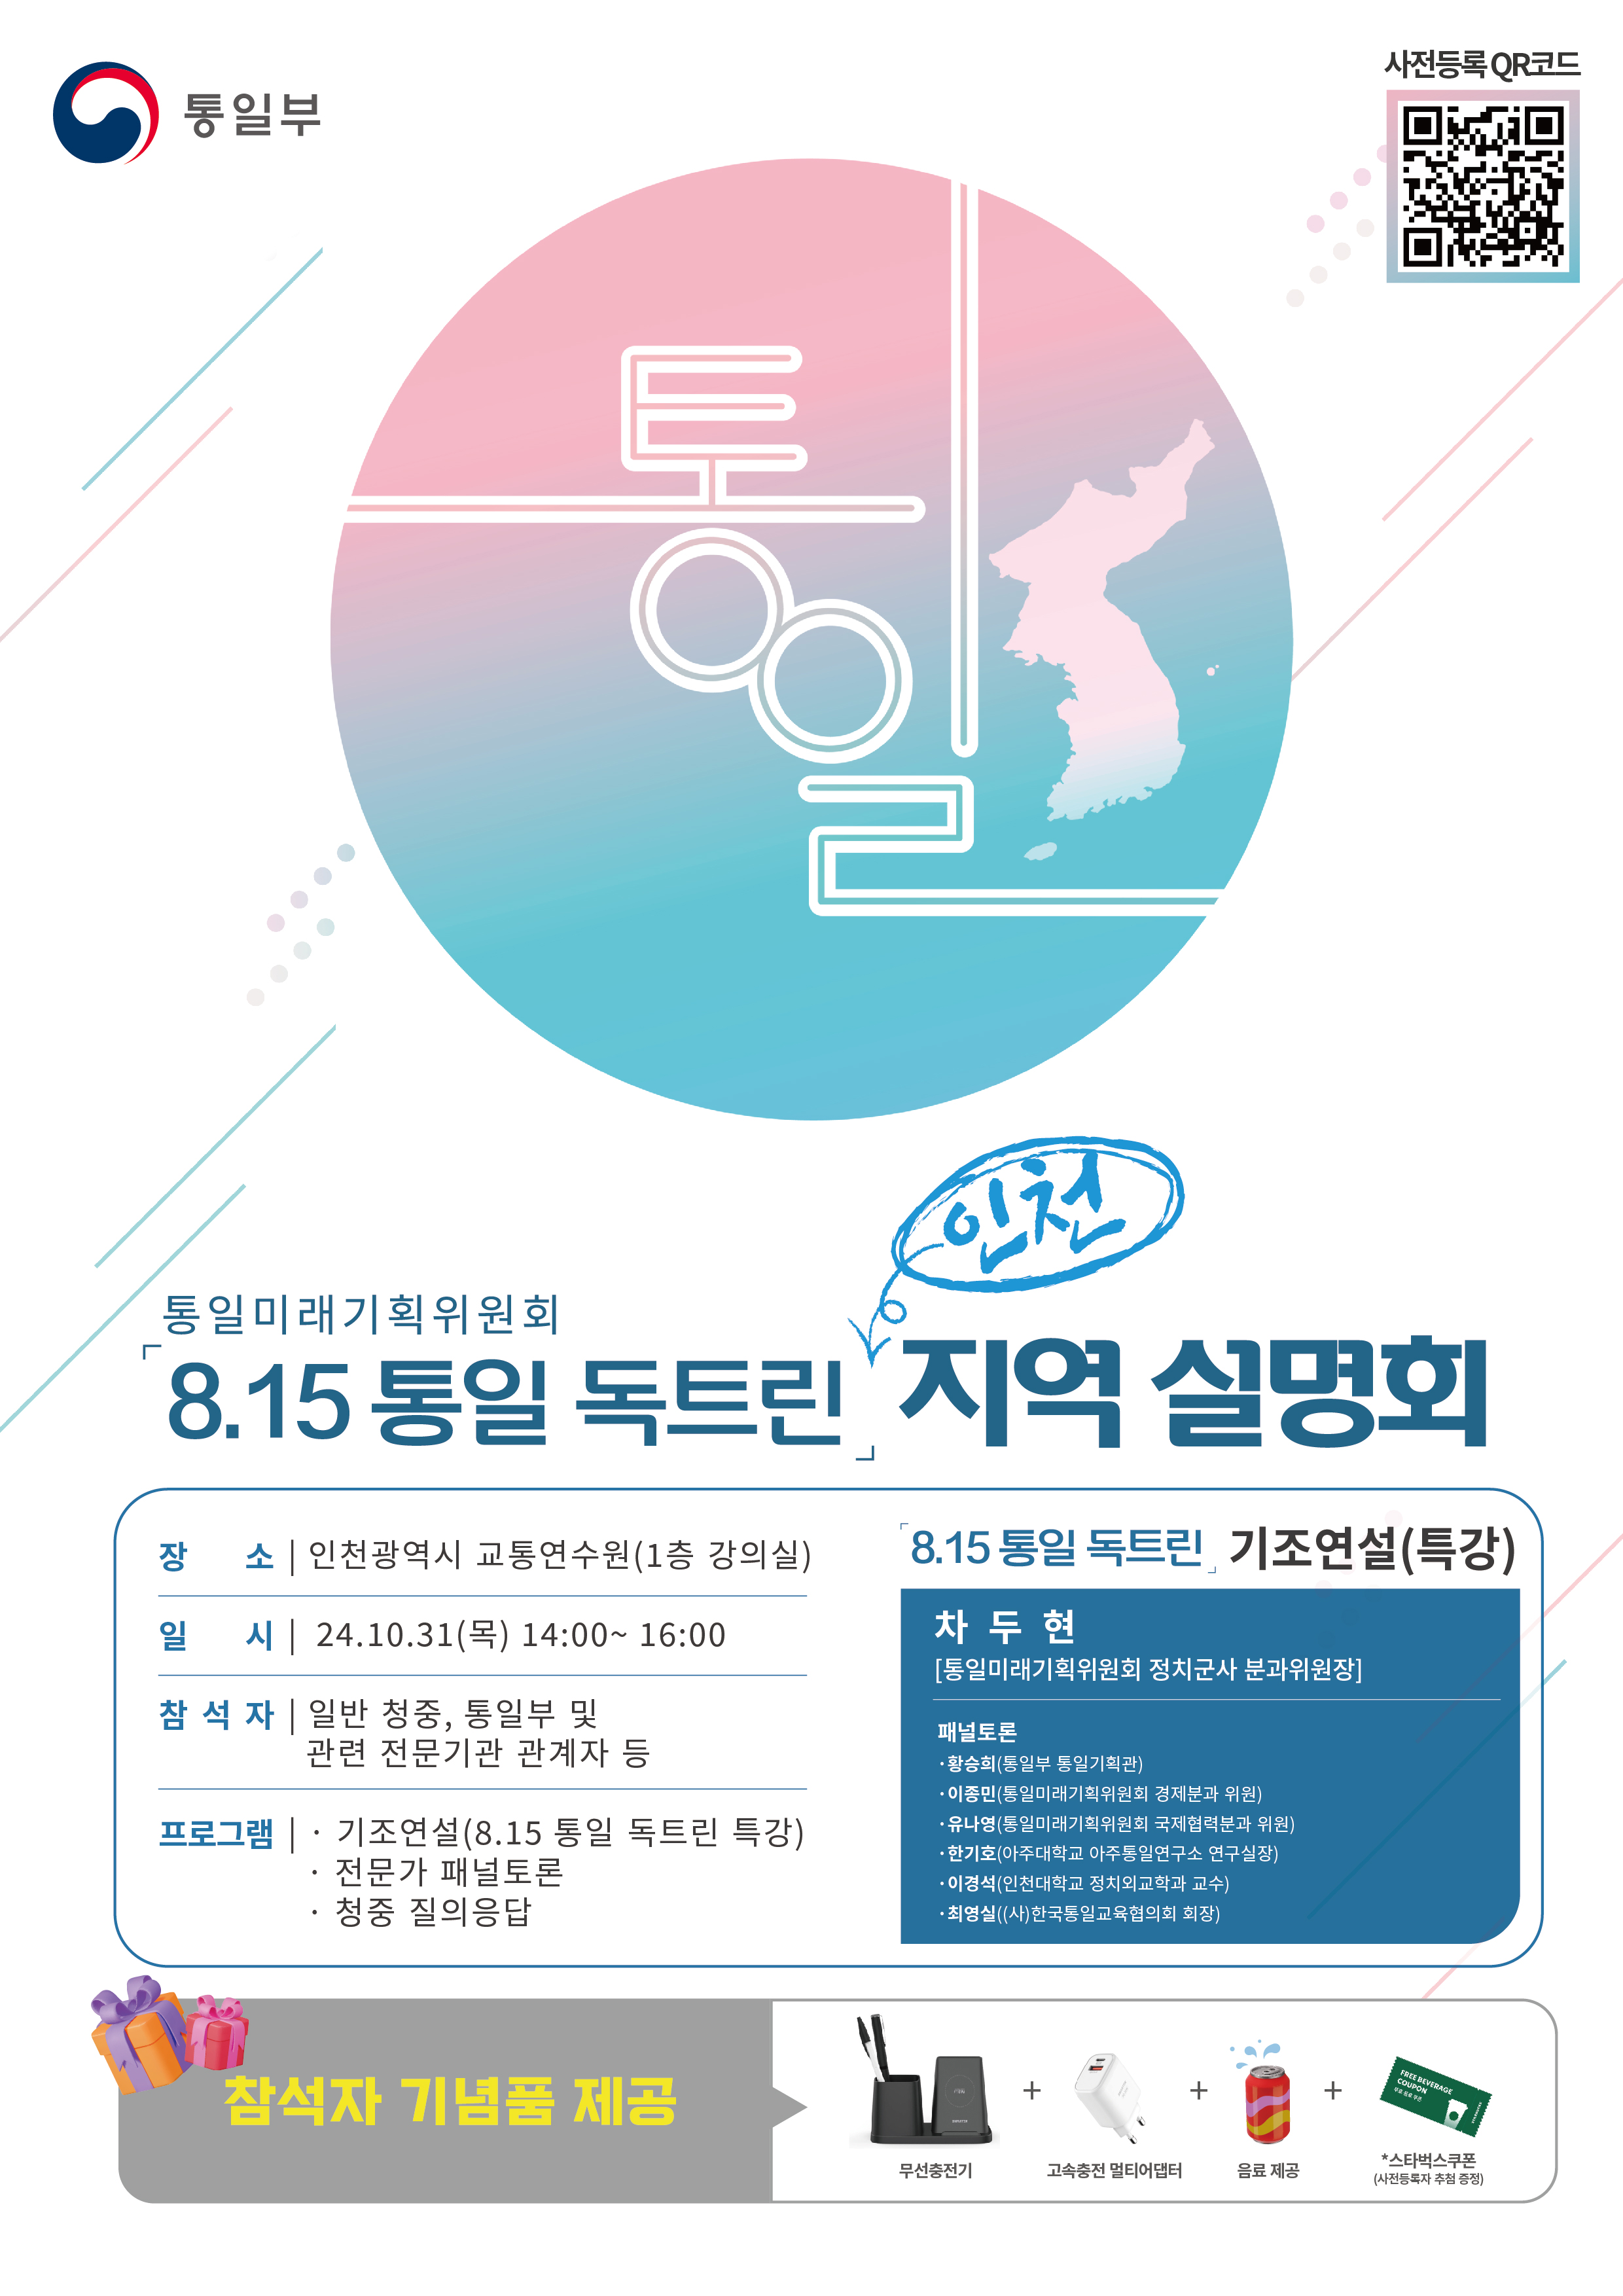 통일부
사전등록 QR코드
통일
인천
통일미래기획위원회
「8.15 통일 독트린」 지역 설명회
장 소 | 인천광역시 교통연수원(1층 강의실)
일 시 | 24.10.31(목) 14:00~ 16:00
참 석 자 | 일반 청중, 통일부 및
관련 전문기관 관계자 등
프로그램 | · 기조연설(8.15 통일 독트린 특강)
· 전문가 패널토론
· 청중 질의응답
「8.15 통일 독트린」 기조연설(특강)
차 두 현
[통일미래기획위원회 정치군사 분과위원장]
패널토론
·황승희(통일부 통일기획관)
·이종민(통일미래기획위원회 경제분과 위원)
·유나영(통일미래기획위원회 국제협력분과 위원)
·한기호(아주대학교 아주통일연구소 연구실장)
·이경석(인천대학교 정치외교학과 교수)
·최영실((사)한국통일교육협의회 회장)
참석자 기념품 제공
+ + +
FREE BEVERAGE
COUPON
무료 음료 쿠폰
무선충전기
고속충전 멀티어댑터
음료 제공
*스타벅스쿠폰
(사전등록자 추첨 증정)